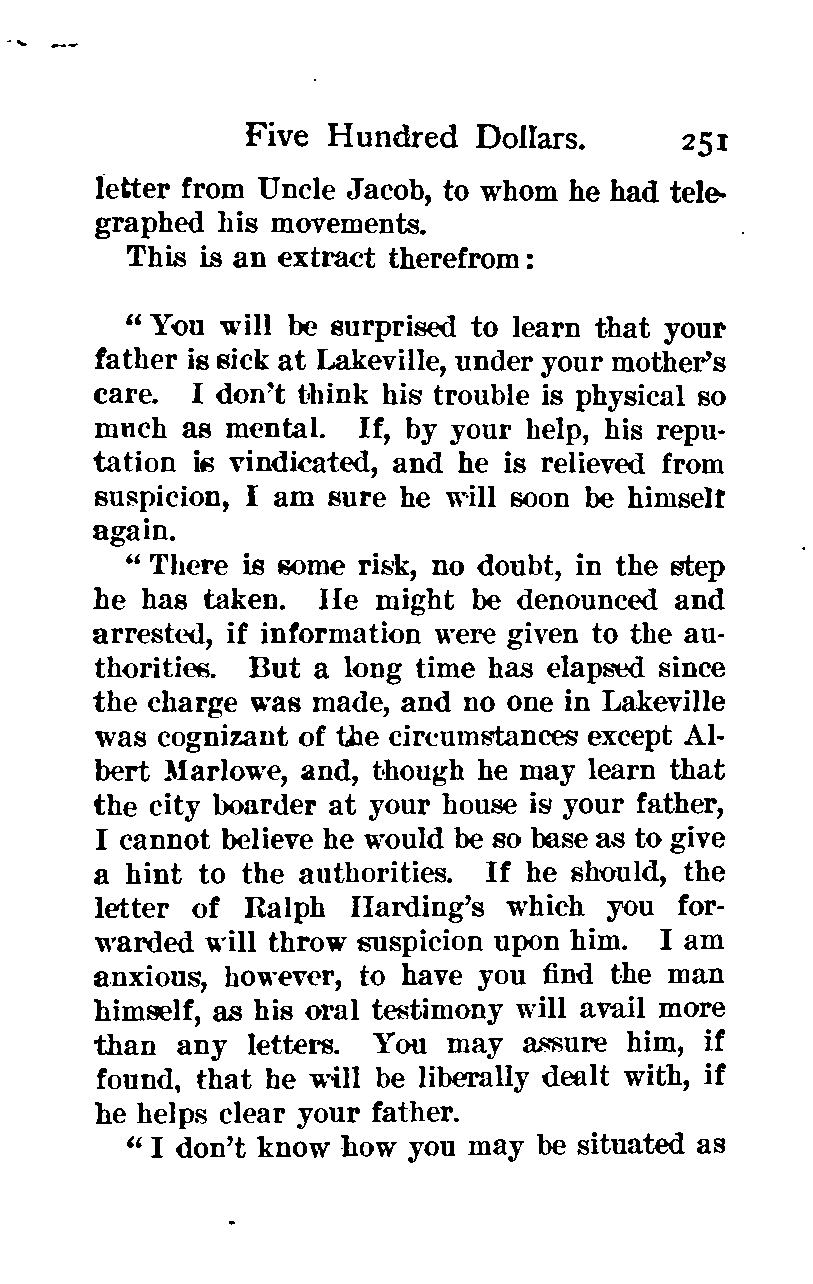 Five Hundred Dollars. 251
letter from Uncle Jacob, to whom he had tele-
graphed his movements.
This is an extract therefrom:
“You will be surprised to learn that your
father is sick at Lakeville, under your mother's
care. I don't think his trouble is physical so
much as mental. If, by your help, his repu-
tation is vindicated, and he is relieved from
suspicion, I am sure he will soon be himself
again.
“There is some risk, no doubt, in the step
he has taken. He might be denounced and
arrested, if information were given to the au-
thorities. But a long time has elapsed since
the charge was made, and no one in Lakeville
was cognizant of the circumstances except Al-
bert Marlowe, and, though he may learn that
the city boarder at your house is your father,
I cannot believe he would be so base as to give
a hint to the authorities. If he should, the
letter of Ralph Harding's which you for-
warded will throw suspicion upon him. I am
anxious, however, to have you find the man
himself, as his oral testimony will avail more
than any letters. You may assure him, if
found, that he will be liberally dealt with, if
he helps clear your father.
“I don't know how you may be situated as